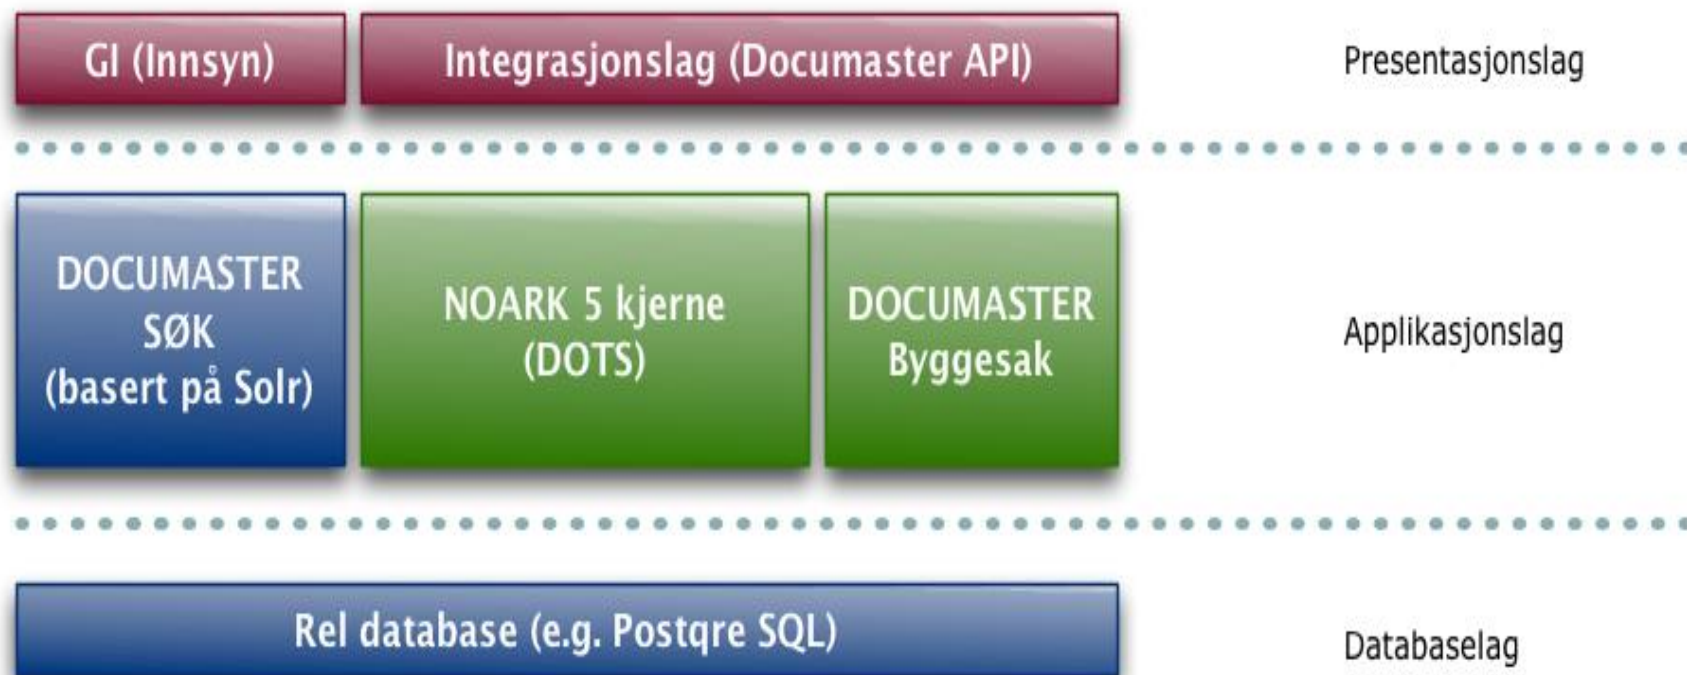 GI (Innsyn)
Integrasjonslag (Documaster API)
Presentasjonslag
DOCUMASTER
SØK
(basert på Solr)
NOARK 5 kjerne
(DOTS)
DOCUMASTER
Byggesak
Applikasjonslag
Rel database (e.g. Postqre SQL)
Databaselag